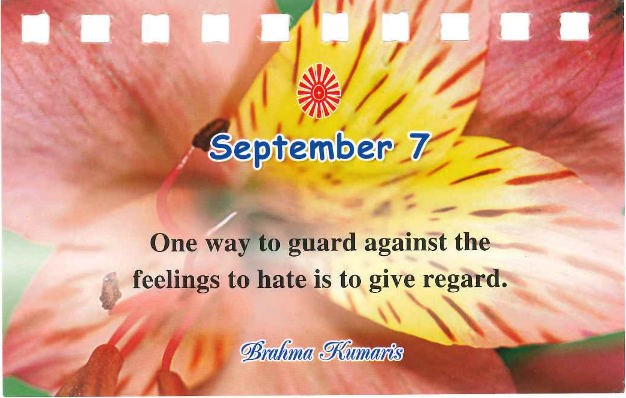 September 7
One way to guard against the
feelings to hate is to give regard.
Brahma Kumaris